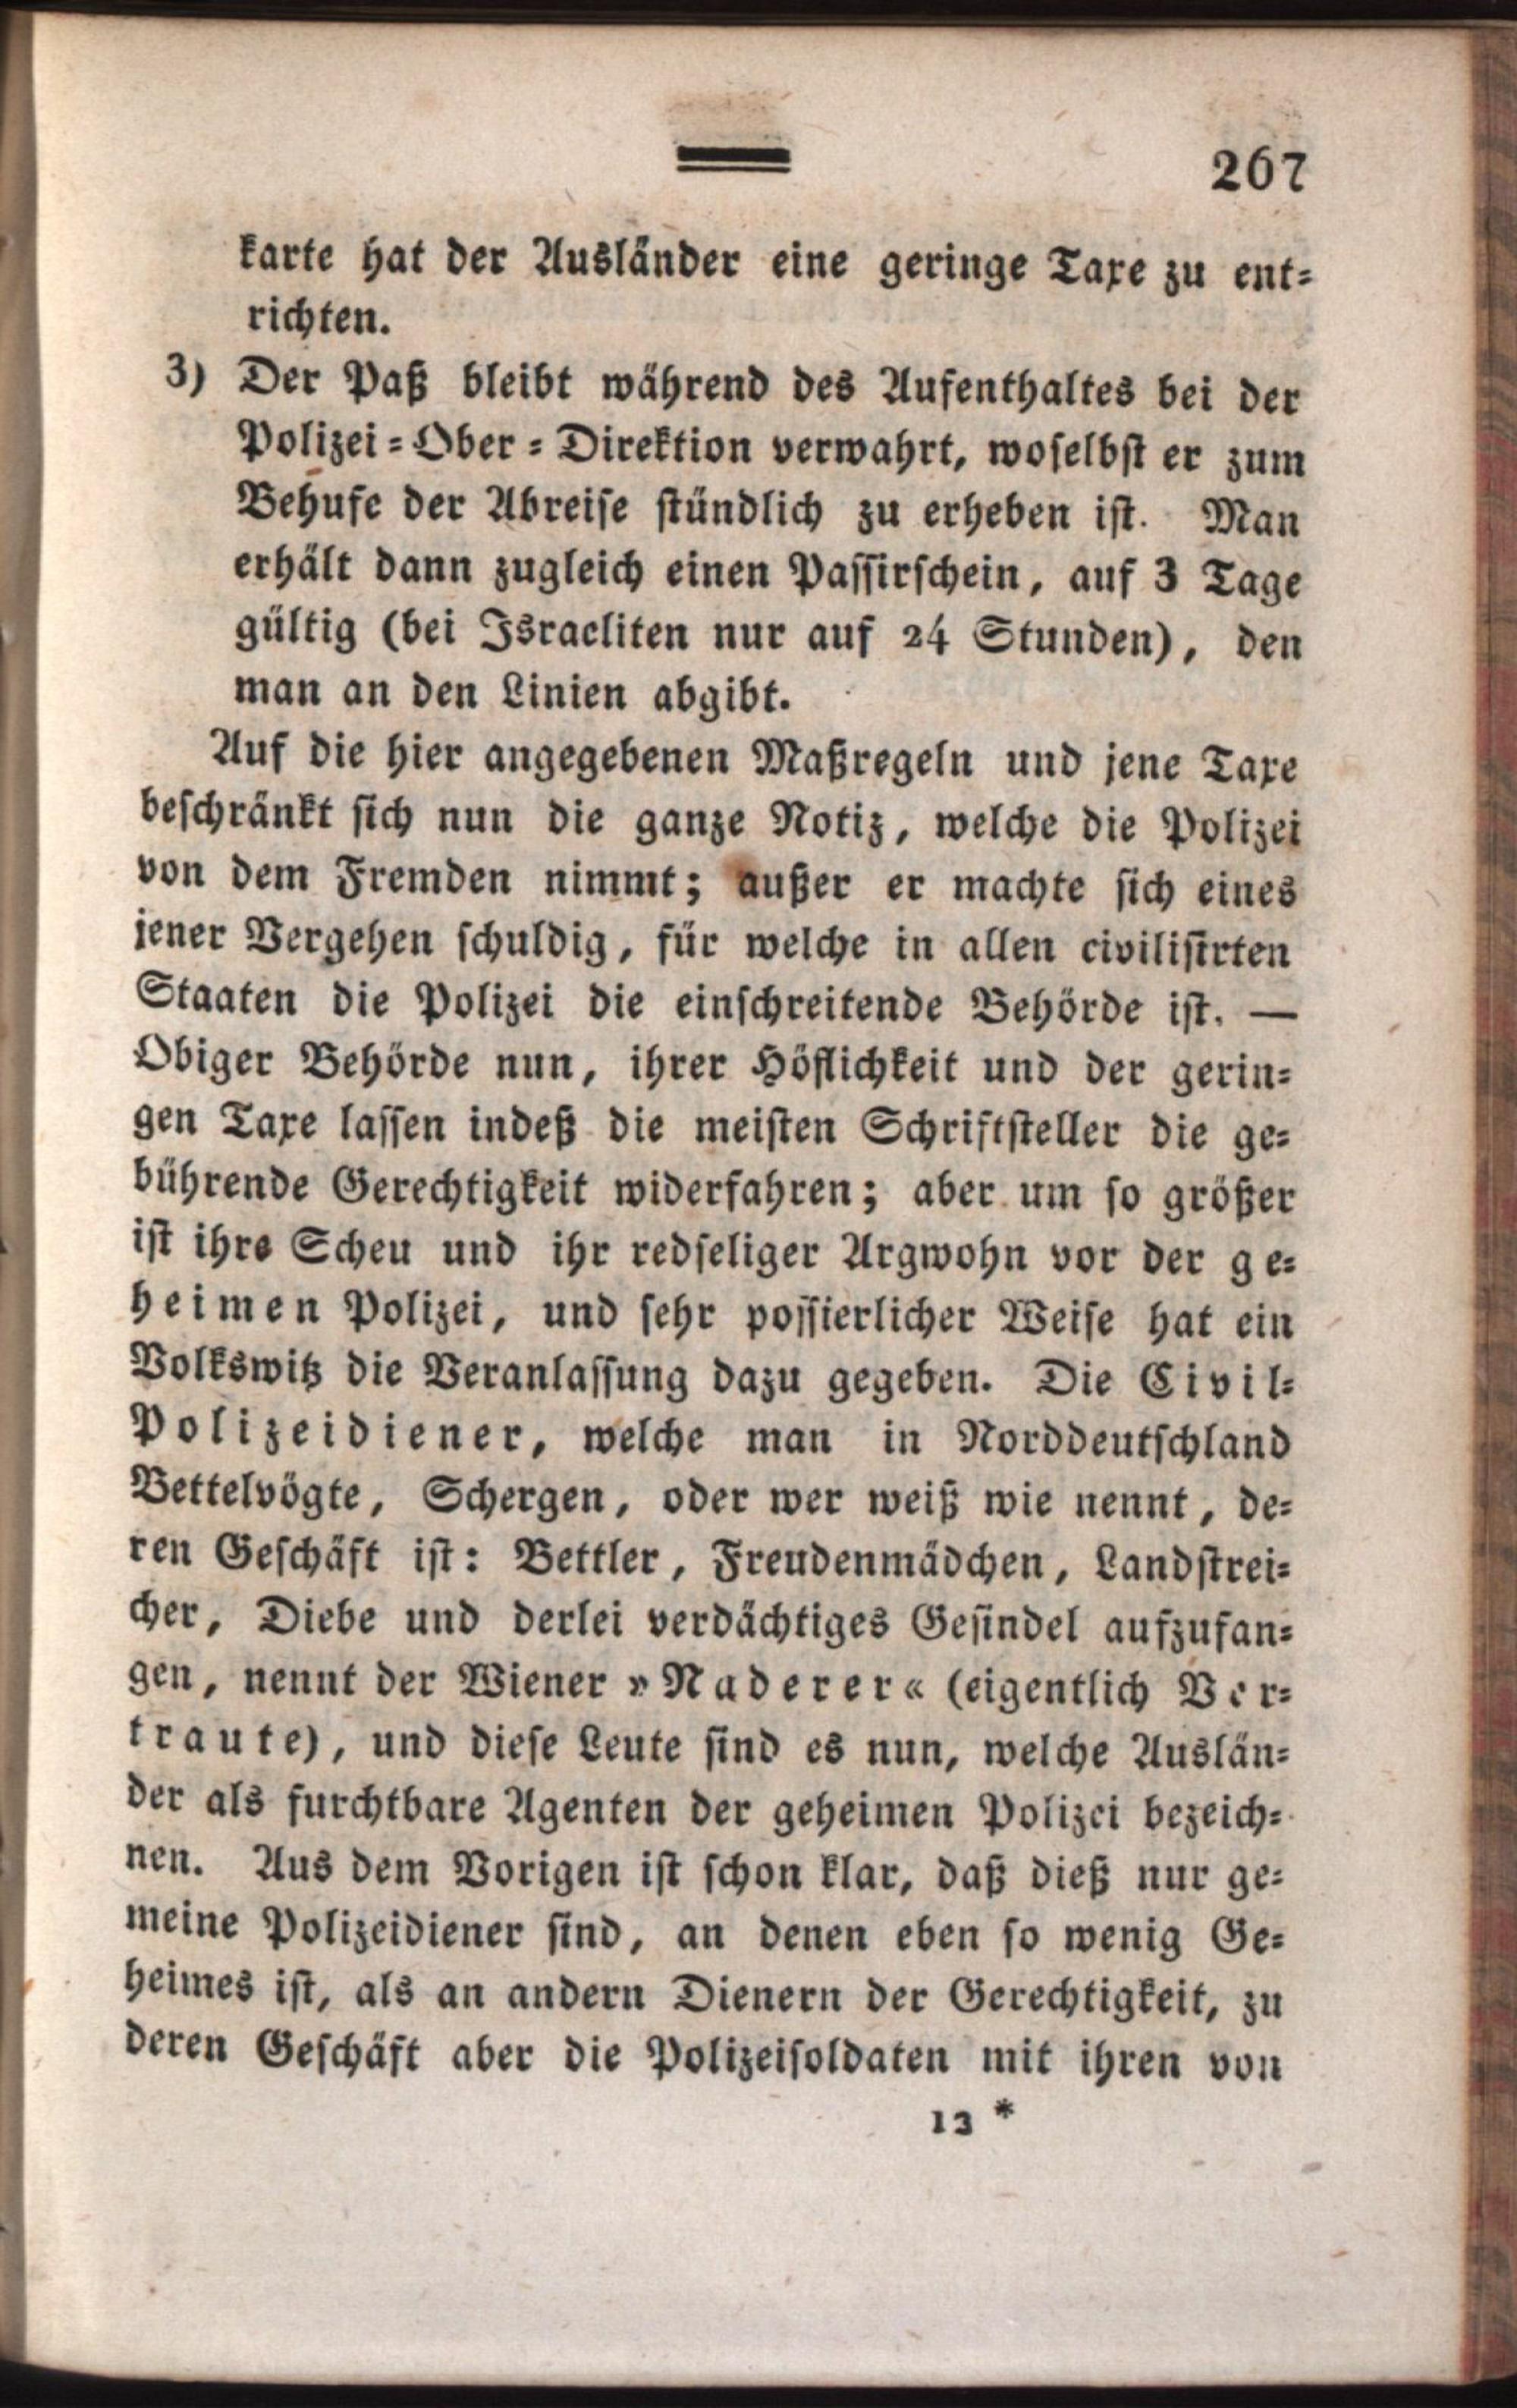 267
karte hat der Ausländer eine geringe Taxe zu ent-
richten.
3) Der Paß bleibt während des Aufenthaltes bei der
Polizei-Ober-Direktion verwahrt, woselbst er zum
Behufe der Abreise stündlich zu erheben ist. Man
erhält dann zugleich einen Passirschein, auf 3 Tage
gültig (bei Israeliten nur auf 24 Stunden), den
man an den Linien abgibt.
Auf die hier angegebenen Maßregeln und jene Taxe
beschränkt sich nun die ganze Notiz, welche die Polizei
von dem Fremden nimmt; außer er machte sich eines
jener Vergehen schuldig, für welche in allen civilisirten
Staaten die Polizei die einschreitende Behörde ist. —
Obiger Behörde nun, ihrer Höflichkeit und der gerin-
gen Taxe lassen indeß die meisten Schriftsteller die ge-
bührende Gerechtigkeit widerfahren; aber um so größer
ist ihre Scheu und ihr redseliger Argwohn vor der ge-
heimen Polizei, und sehr possierlicher Weise hat ein
Volkswitz die Veranlassung dazu gegeben. Die Civil-
Polizeidiener, welche man in Norddeutschland
Bettelvögte, Schergen, oder wer weiß wie nennt, de-
ren Geschäft ist: Bettler, Freudenmädchen, Landstrei-
cher, Diebe und derlei verdächtiges Gesindel aufzufan-
gen, nennt der Wiener »Naderer« (eigentlich Ver-
traute), und diese Leute sind es nun, welche Auslän-
der als furchtbare Agenten der geheimen Polizei bezeich-
nen. Aus dem Vorigen ist schon klar, daß dieß nur ge-
meine Polizeidiener sind, an denen eben so wenig Ge-
heimes ist, als an andern Dienern der Gerechtigkeit, zu
deren Geschäft aber die Polizeisoldaten mit ihren von
13 *